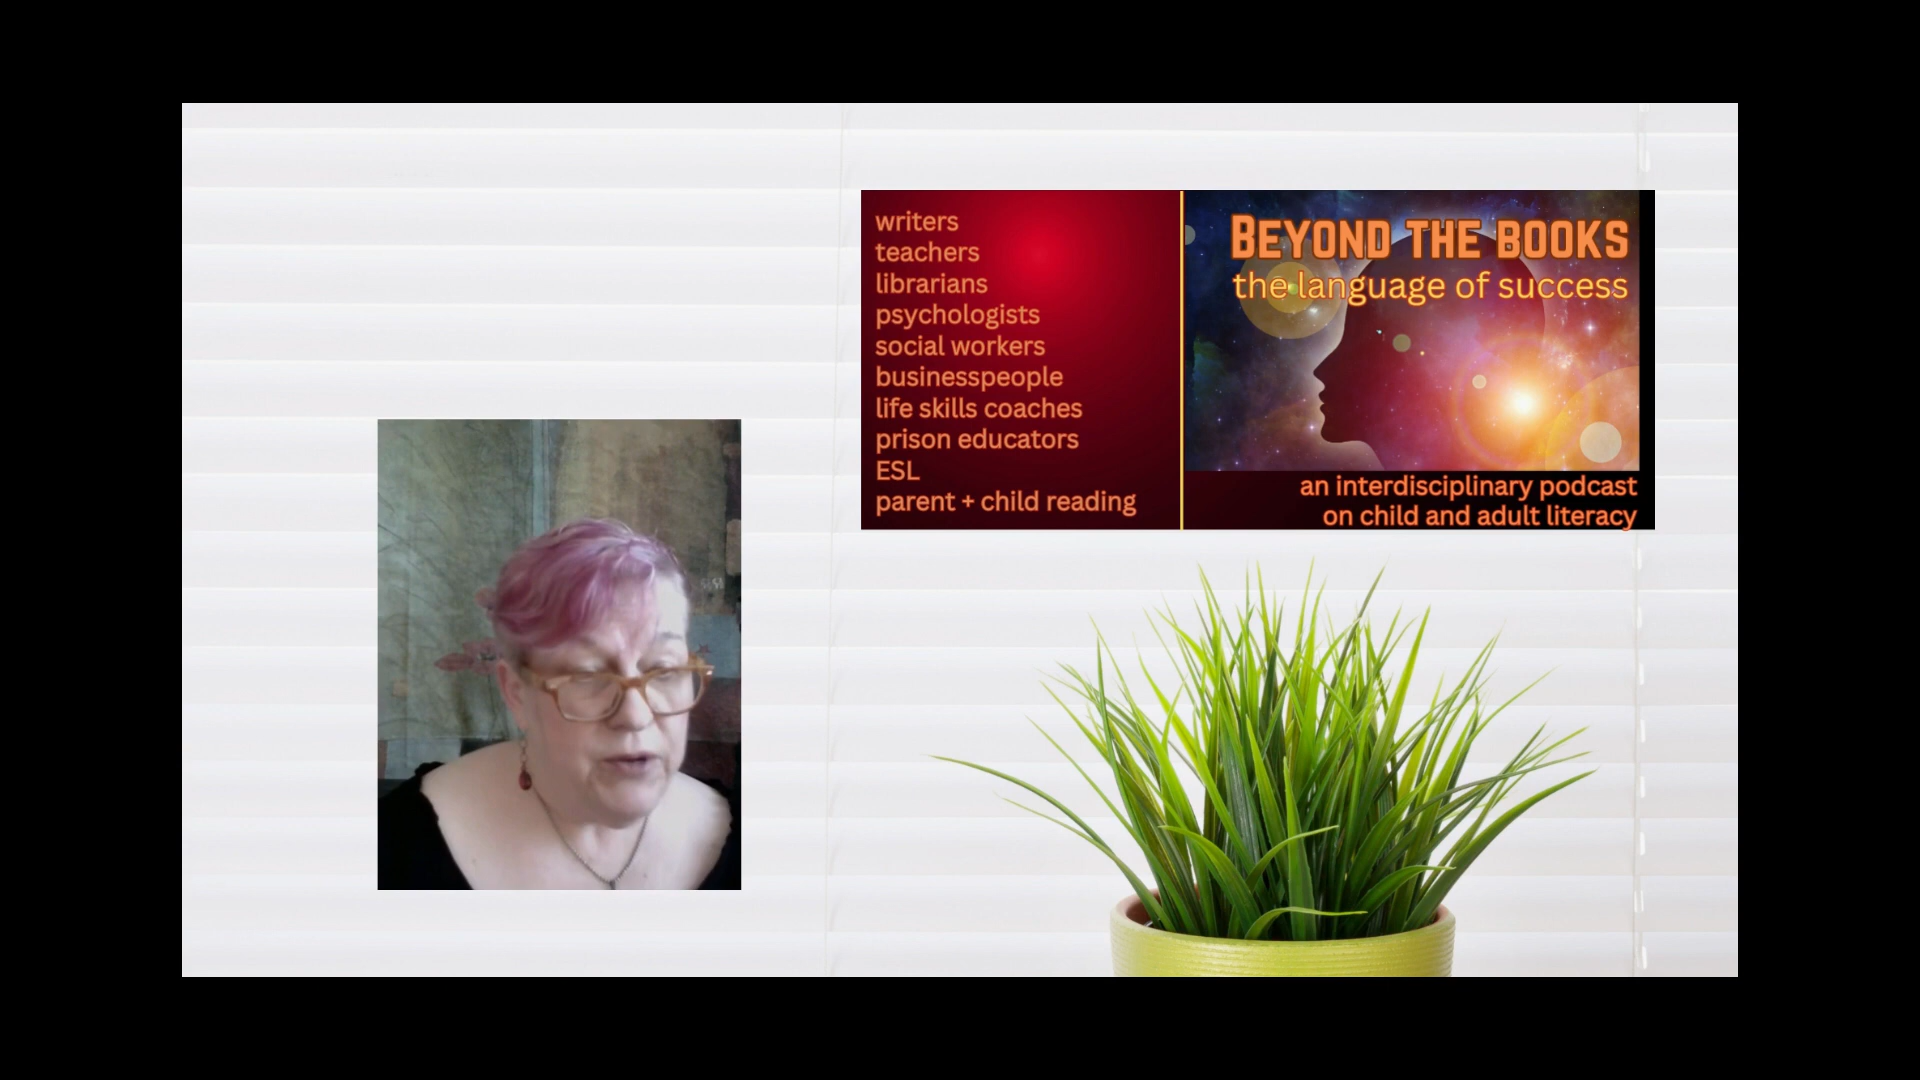 writers
teachers
librarians
psychologists
social workers
businesspeople
life skills coaches
prison educators
ESL
parent + child reading
BEYOND THE BOOKS
the language of success
an interdisciplinary podcast
on child and adult literacy